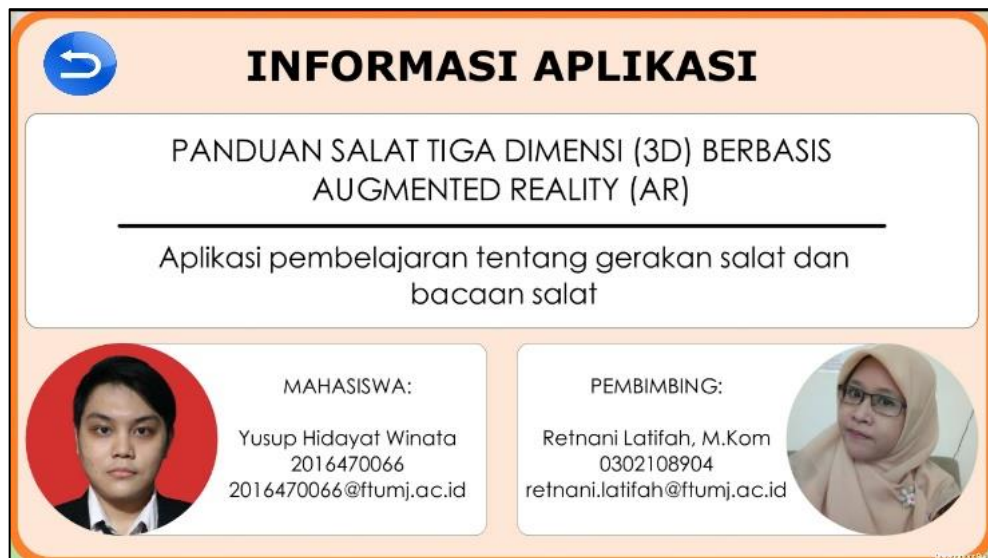 INFORMASI APLIKASI
PANDUAN SALAT TIGA DIMENSI (3D) BERBASIS
AUGMENTED REALITY (AR)
Aplikasi pembelajaran tentang gerakan salat dan
bacaan salat
MAHASISWA:
Yusup Hidayat Winata
2016470066
2016470066@ftumj.ac.id
PEMBIMBING:
Retnani Latifah, M.Kom
0302108904
retnani.latifah@ftumj.ac.id